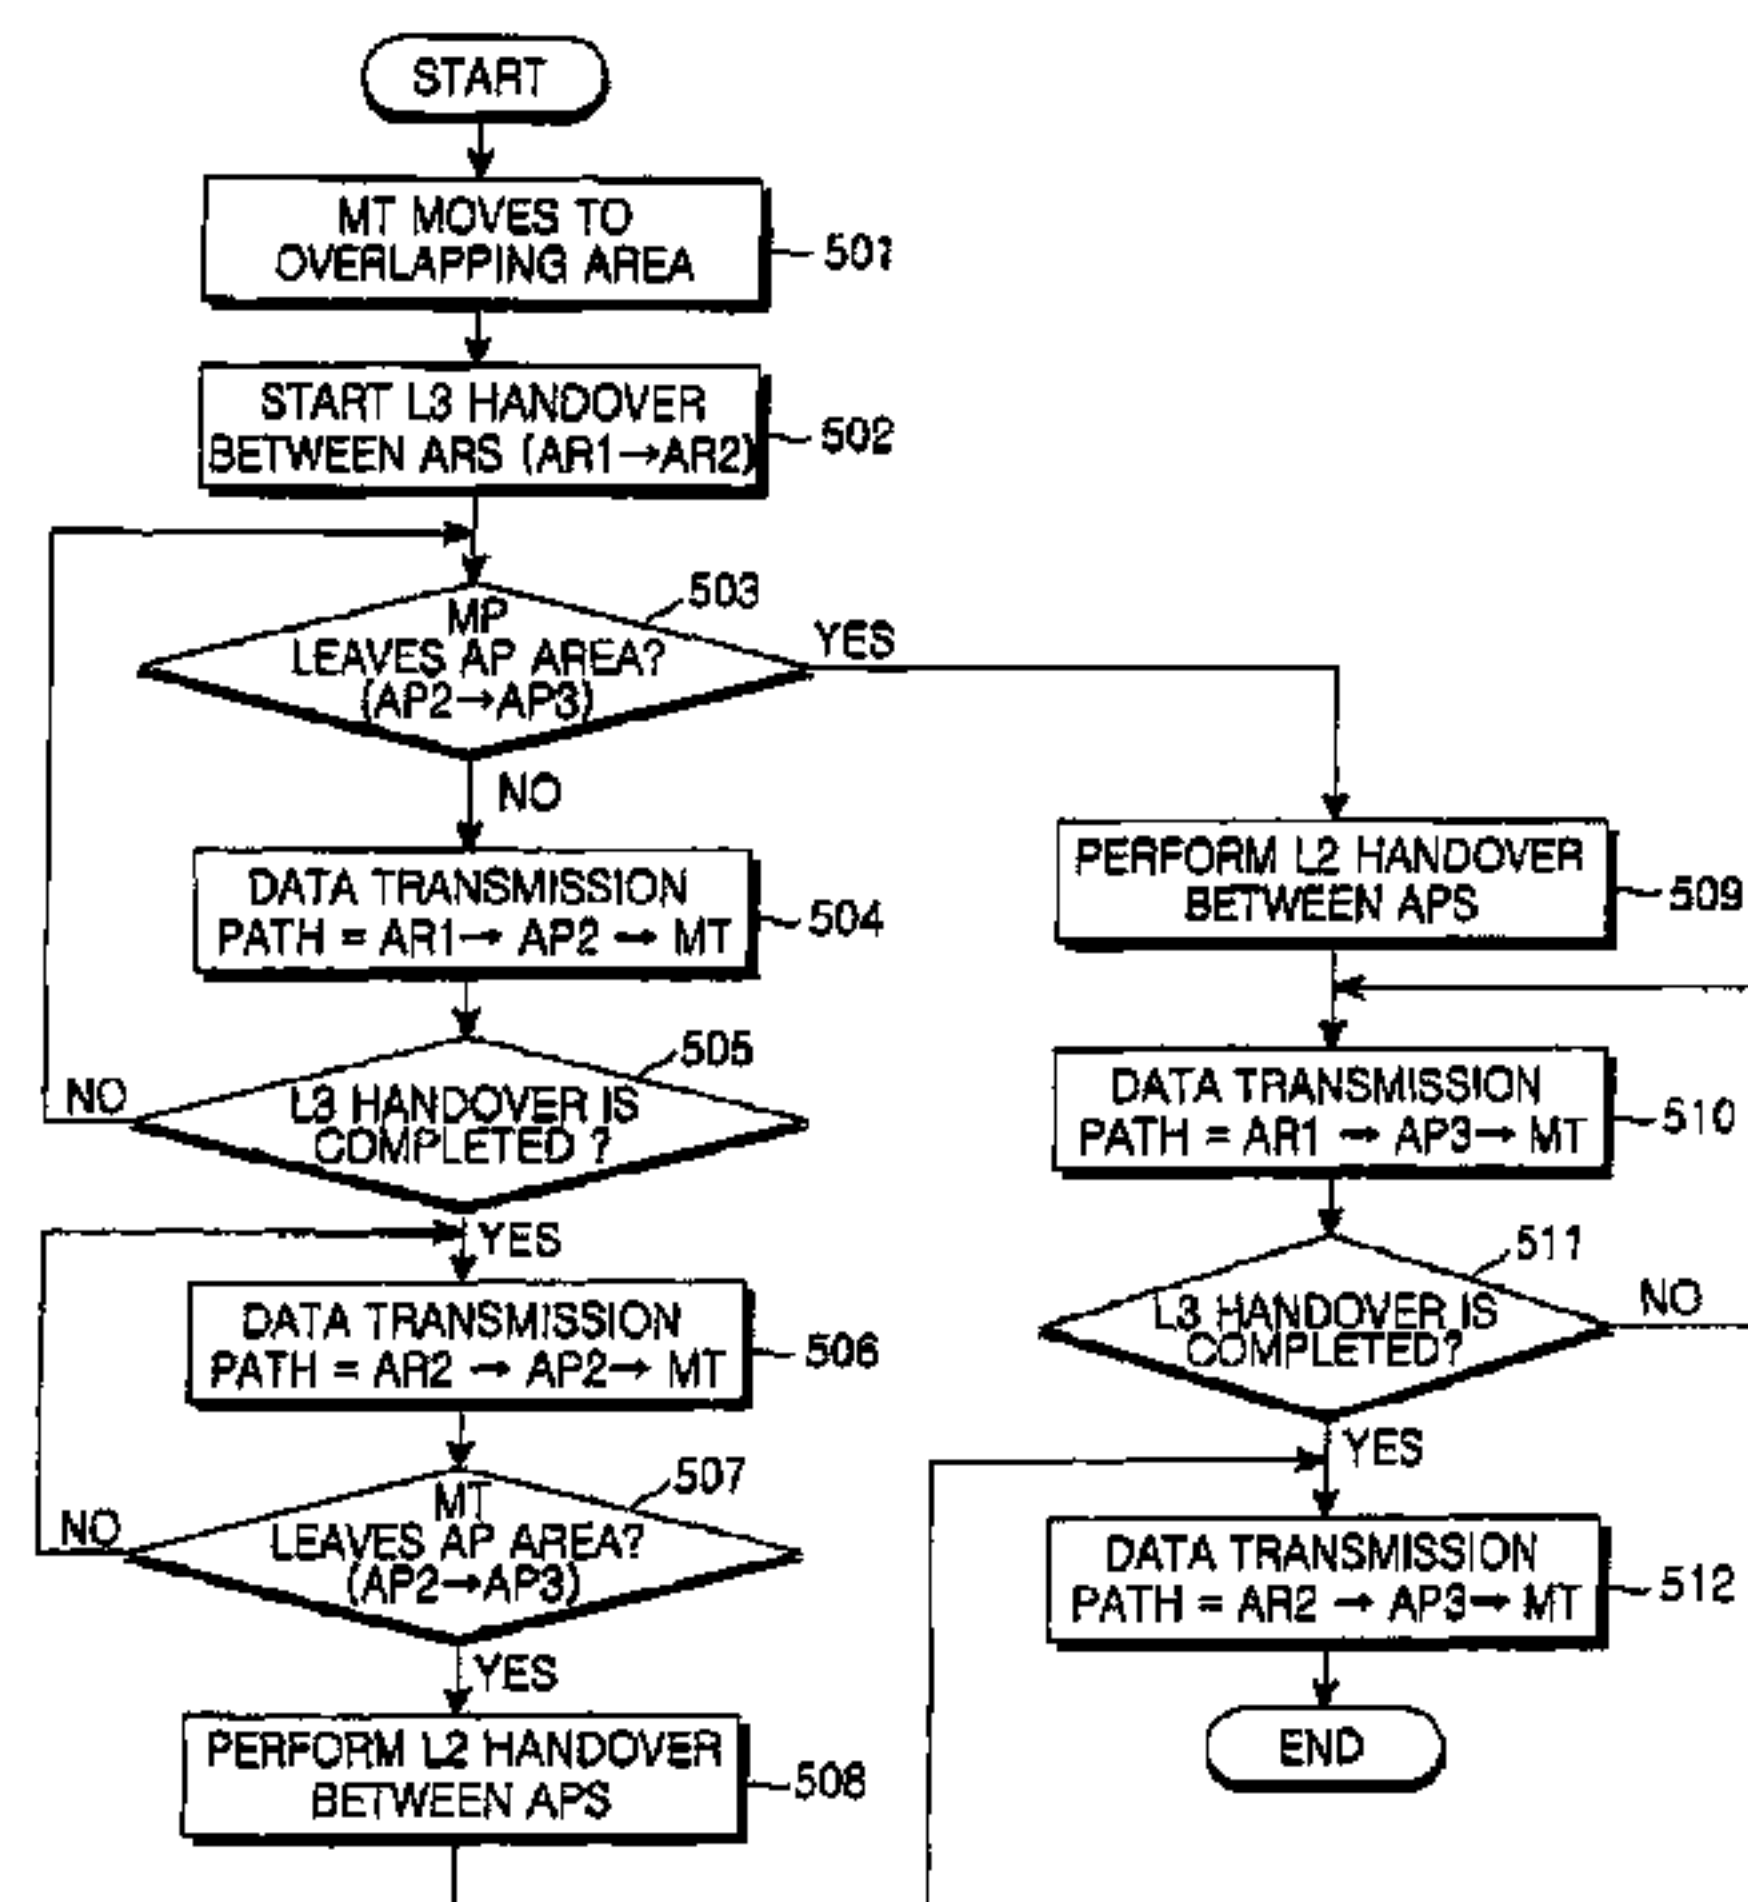 START
MT MOVES TO
OVERLAPPING AREA
501
START L3 HANDOVER
BETWEEN ARS (AR1→AR2)
502
503
MP
LEAVES AP AREA?
(AP2→AP3)
YES
NO
DATA TRANSMISSION
PATH = AR1→ AP2 → MT
504
505
L3 HANDOVER IS
COMPLETED ?
NO
YES
DATA TRANSMISSION
PATH = AR2 → AP2→ MT
506
507
MT
LEAVES AP AREA?
(AP2→AP3)
NO
YES
PERFORM L2 HANDOVER
BETWEEN APS
508
PERFORM L2 HANDOVER
BETWEEN APS
509
DATA TRANSMISSION
PATH = AR1 → AP3→ MT
510
511
L3 HANDOVER IS
COMPLETED?
NO
YES
DATA TRANSMISSION
PATH = AR2 → AP3→ MT
512
END